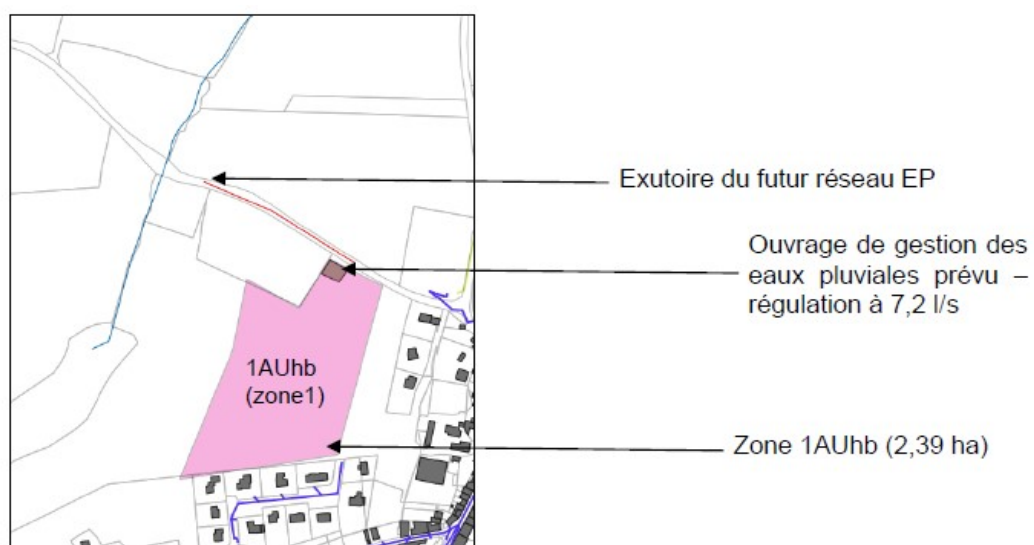 Exutoire du futur réseau EP
Ouvrage de gestion des
eaux pluviales prévu –
régulation à 7,2 l/s
1AUhb
(zone1)
Zone 1AUhb (2,39 ha)